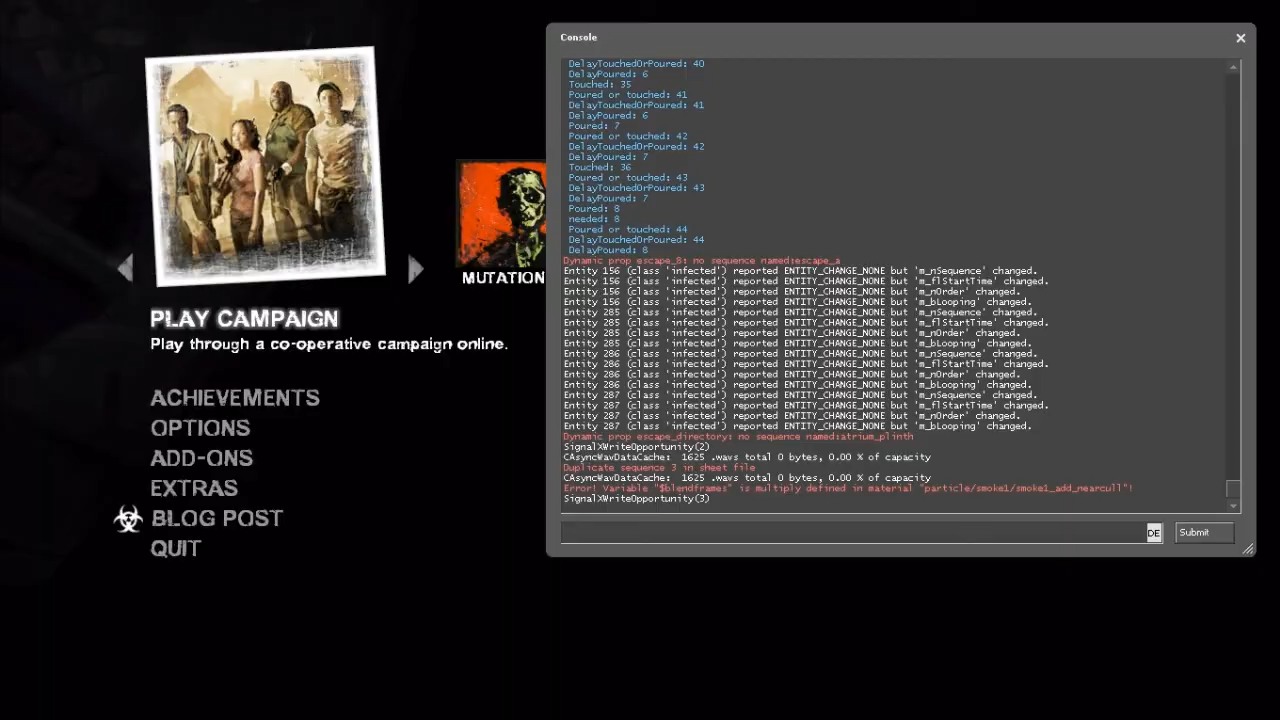 Console
DelayTouchedOrPoured: 40
DelayPoured: 6
Touched: 35
Poured or touched: 41
DelayTouchedOrPoured: 41
DelayPoured: 6
Poured: 7
Poured or touched: 42
DelayTouchedOrPoured: 42
DelayPoured: 7
Touched: 36
Poured or touched: 43
DelayTouchedOrPoured: 43
DelayPoured: 7
Poured: 8
needed: 8
Poured or touched: 44
DelayTouchedOrPoured: 44
DelayPoured: 8
Dynamic prop escape_8: no sequence named:escape_a
Entity 156 (class 'infected') reported ENTITY_CHANGE_NONE but 'm_nSequence' changed.
Entity 156 (class 'infected') reported ENTITY_CHANGE_NONE but 'm_flStartTime' changed.
Entity 156 (class 'infected') reported ENTITY_CHANGE_NONE but 'm_nOrder' changed.
Entity 156 (class 'infected') reported ENTITY_CHANGE_NONE but 'm_bLooping' changed.
Entity 285 (class 'infected') reported ENTITY_CHANGE_NONE but 'm_nSequence' changed.
Entity 285 (class 'infected') reported ENTITY_CHANGE_NONE but 'm_flStartTime' changed.
Entity 285 (class 'infected') reported ENTITY_CHANGE_NONE but 'm_nOrder' changed.
Entity 285 (class 'infected') reported ENTITY_CHANGE_NONE but 'm_bLooping' changed.
Entity 286 (class 'infected') reported ENTITY_CHANGE_NONE but 'm_nSequence' changed.
Entity 286 (class 'infected') reported ENTITY_CHANGE_NONE but 'm_flStartTime' changed.
Entity 286 (class 'infected') reported ENTITY_CHANGE_NONE but 'm_nOrder' changed.
Entity 286 (class 'infected') reported ENTITY_CHANGE_NONE but 'm_bLooping' changed.
Entity 287 (class 'infected') reported ENTITY_CHANGE_NONE but 'm_nSequence' changed.
Entity 287 (class 'infected') reported ENTITY_CHANGE_NONE but 'm_flStartTime' changed.
Entity 287 (class 'infected') reported ENTITY_CHANGE_NONE but 'm_nOrder' changed.
Entity 287 (class 'infected') reported ENTITY_CHANGE_NONE but 'm_bLooping' changed.
Dynamic prop escape_directory: no sequence named:atrium_plinth
SignalXWriteOpportunity(2)
CAsyncWavDataCache:  1625 .wavs total 0 bytes, 0.00 % of capacity
Duplicate sequence 3 in sheet file
CAsyncWavDataCache:  1625 .wavs total 0 bytes, 0.00 % of capacity
Error! Variable "$blendframes" is multiply defined in material "particle/smoke1/smoke1_add_nearcull"!
SignalXWriteOpportunity(3)
DE
Submit
MUTATION
PLAY CAMPAIGN
Play through a co-operative campaign online.
ACHIEVEMENTS
OPTIONS
ADD-ONS
EXTRAS
BLOG POST
QUIT